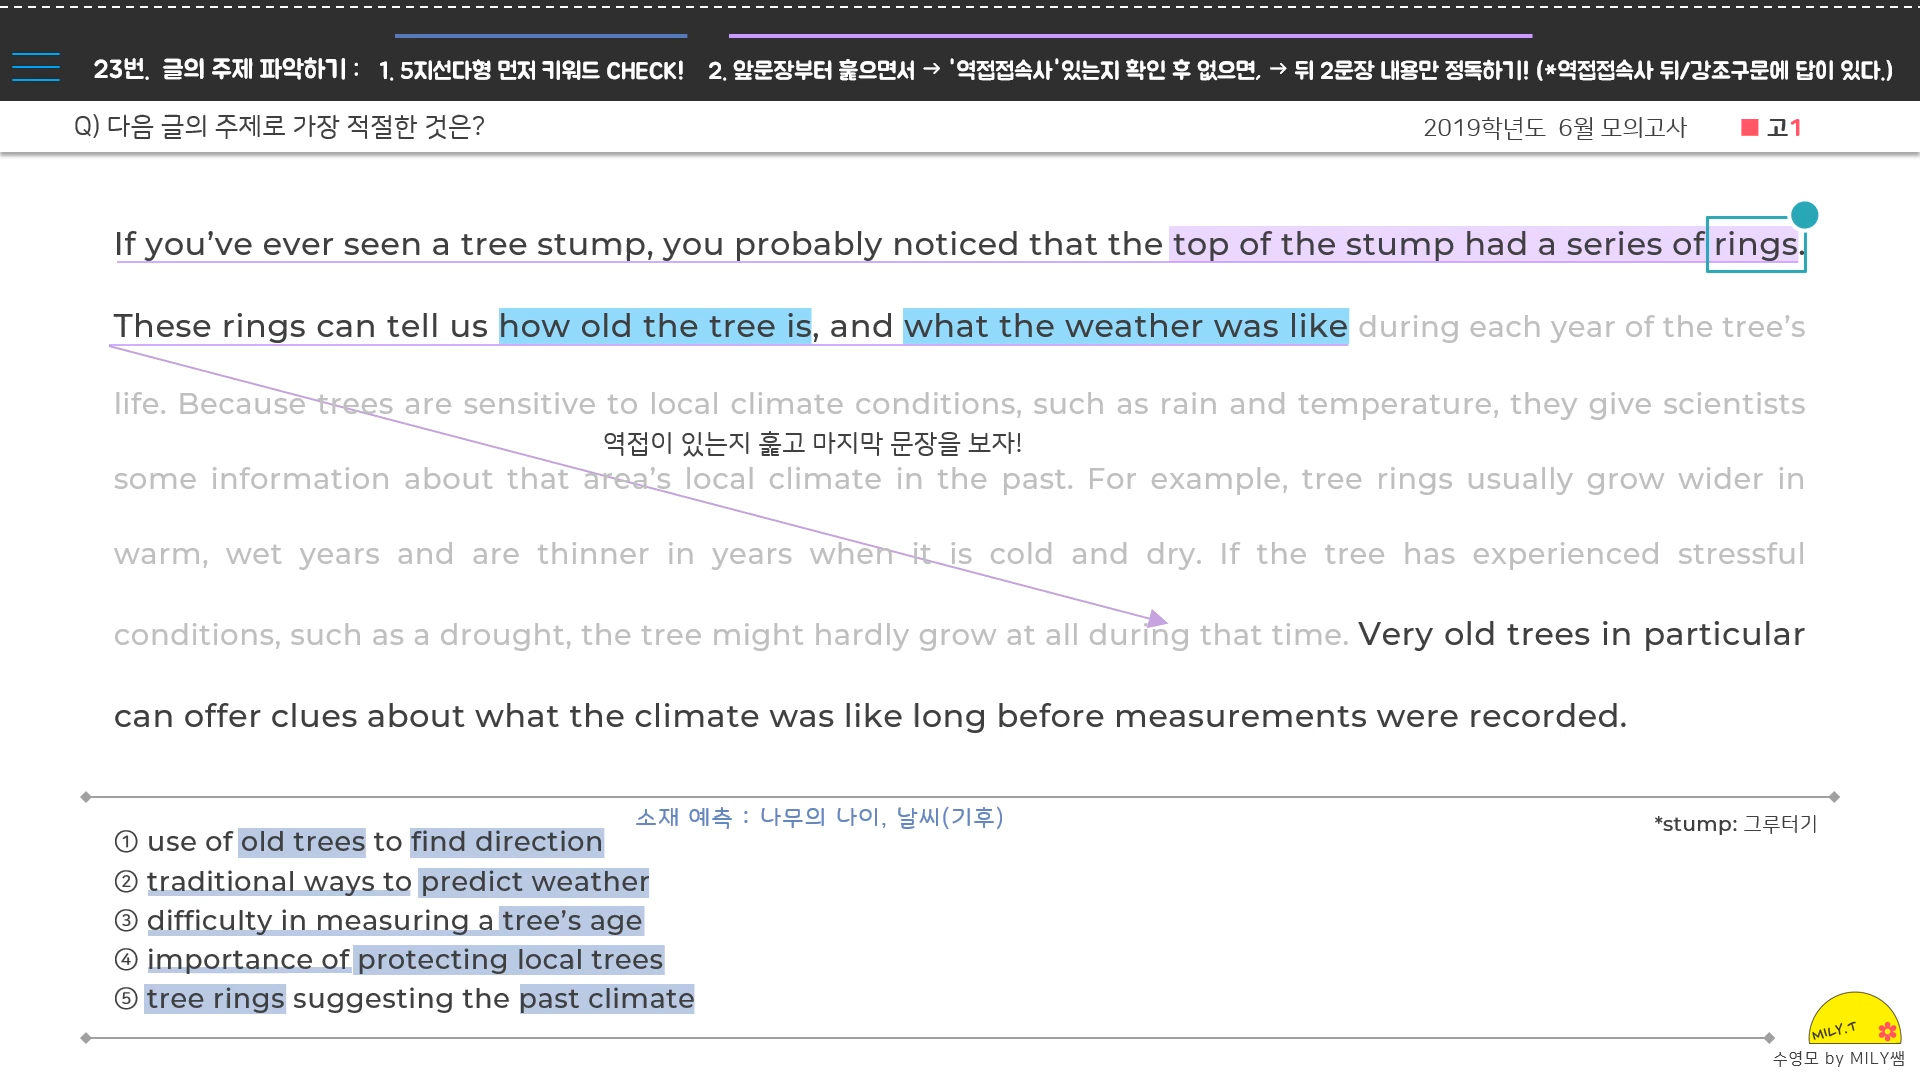 23번. 글의 주제 파악하기 : 1. 5지선다형 먼저 키워드 CHECK! 2. 앞문장부터 훑으면서 → '역접접속사'있는지 확인 후 없으면, → 뒤 2문장 내용만 정독하기! (*역접접속사 뒤/강조구문에 답이 있다.)
Q) 다음 글의 주제로 가장 적절한 것은? 2019학년도 6월 모의고사 ■ 고1
If you’ve ever seen a tree stump, you probably noticed that the top of the stump had a series of rings.
These rings can tell us how old the tree is, and what the weather was like during each year of the tree’s
life. Because trees are sensitive to local climate conditions, such as rain and temperature, they give scientists
역접이 있는지 훑고 마지막 문장을 보자!
some information about that area’s local climate in the past. For example, tree rings usually grow wider in
warm, wet years and are thinner in years when it is cold and dry. If the tree has experienced stressful
conditions, such as a drought, the tree might hardly grow at all during that time. Very old trees in particular
can offer clues about what the climate was like long before measurements were recorded.
소재 예측 : 나무의 나이, 날씨(기후)
*stump: 그루터기
① use of old trees to find direction
② traditional ways to predict weather
③ difficulty in measuring a tree’s age
④ importance of protecting local trees
⑤ tree rings suggesting the past climate
MILY.T
수영모 by MILY쌤